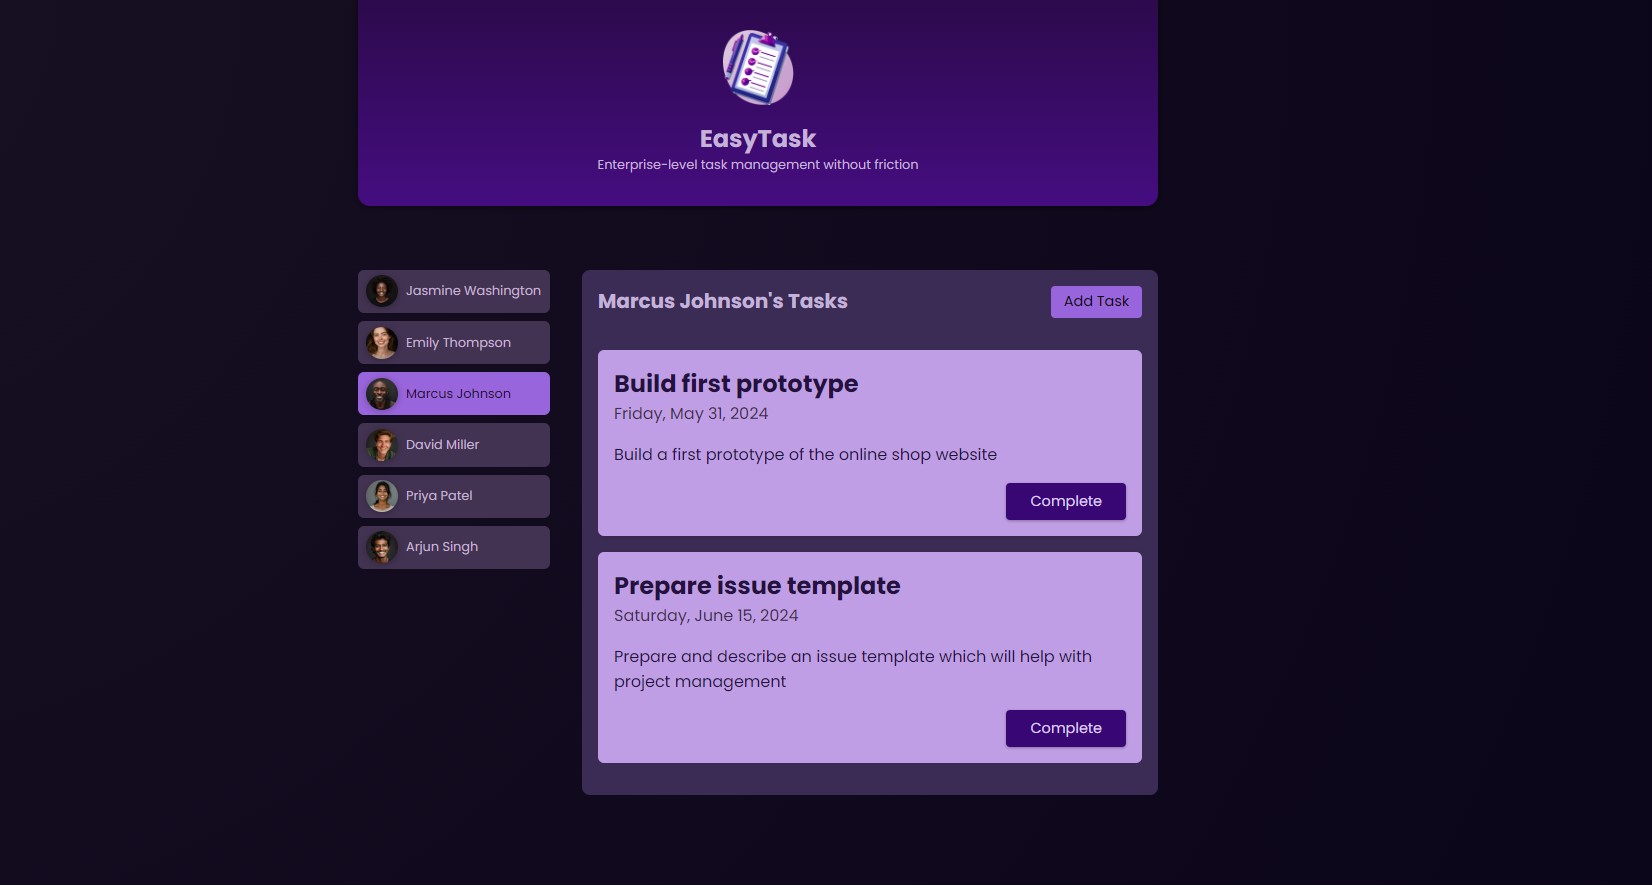 EasyTask
Enterprise-level task management without friction
Jasmine Washington
Emily Thompson
Marcus Johnson
David Miller
Priya Patel
Arjun Singh
Marcus Johnson's Tasks
Add Task
Build first prototype
Friday, May 31, 2024
Build a first prototype of the online shop website
Complete
Prepare issue template
Saturday, June 15, 2024
Prepare and describe an issue template which will help with
project management
Complete